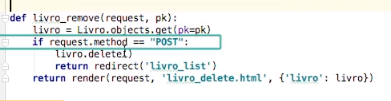 def livro_remove(request, pk):
    livro = Livro.objects.get(pk=pk)
    if request.method == "POST":
        livro.delete()
        return redirect('livro_list')
    return render(request, 'livro_delete.html', {'livro': livro})